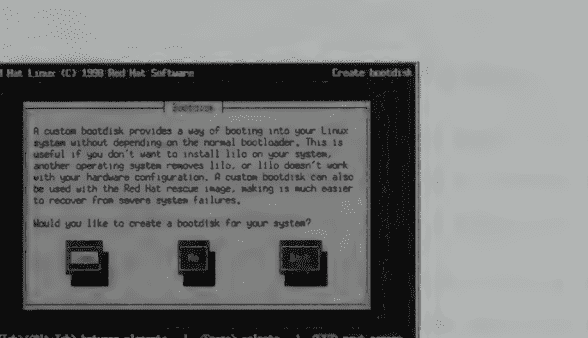 Hat Linux (C) 1998 Red Hat Software Create bootdisk
Bootdisk
A custom bootdisk provides a way of booting into your Linux
system without depending on the normal bootloader. This is
useful if you don't want to install lilo on your system,
another operating system removes lilo, or lilo doesn't work
with your hardware configuration. A custom bootdisk can also
be used with the Red Hat rescue image, making is much easier
to recover from severe system failures.
Would you like to create a bootdisk for your system?
No
between elements